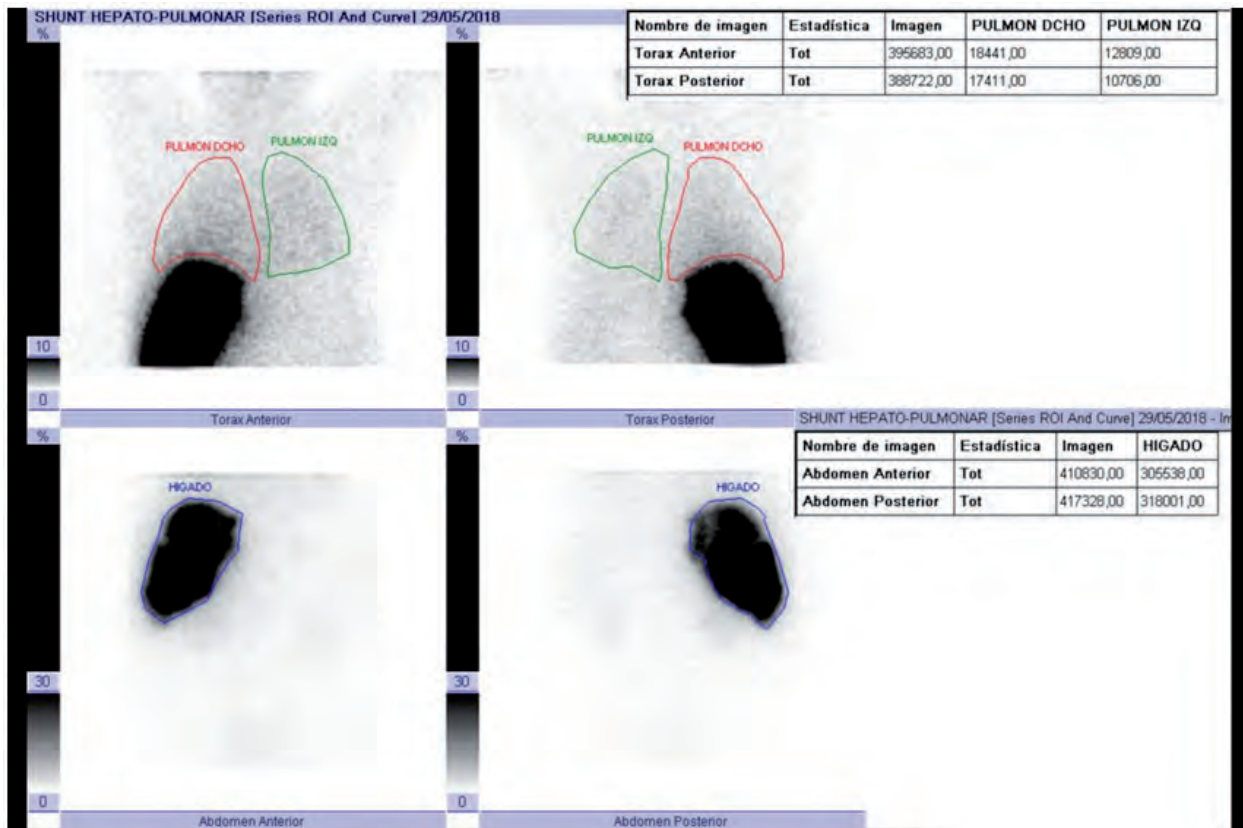 SHUNT HEPATO-PULMONAR [Series ROI And Curve] 29/05/2018
% %
Nombre de imagen Estadística Imagen PULMON DCHO PULMON IZQ
Torax Anterior Tot 395683,00 18441,00 12809,00
Torax Posterior Tot 388722,00 17411,00 10706,00
PULMON DCHO PULMON IZQ
PULMON IZQ PULMON DCHO
10 10
0 0
Torax Anterior Torax Posterior
SHUNT HEPATO-PULMONAR [Series ROI And Curve] 29/05/2018 - Im
% %
Nombre de imagen Estadística Imagen HIGADO
Abdomen Anterior Tot 410830,00 305538,00
Abdomen Posterior Tot 417328,00 318001,00
HIGADO HIGADO
30 30
0 0
Abdomen Anterior Abdomen Posterior